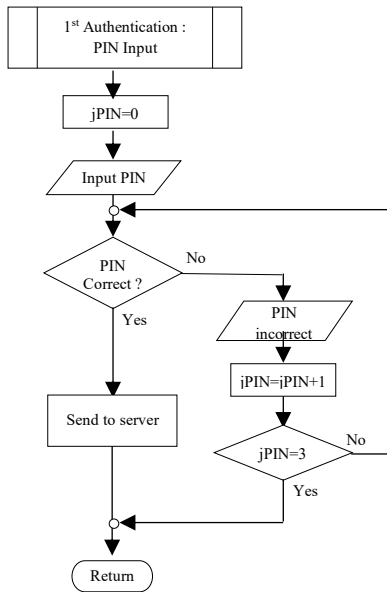 1st Authentication :
PIN Input
jPIN=0
Input PIN
PIN
Correct ?
No
Yes
PIN
incorrect
jPIN=jPIN+1
Send to server
jPIN=3
No
Yes
Return